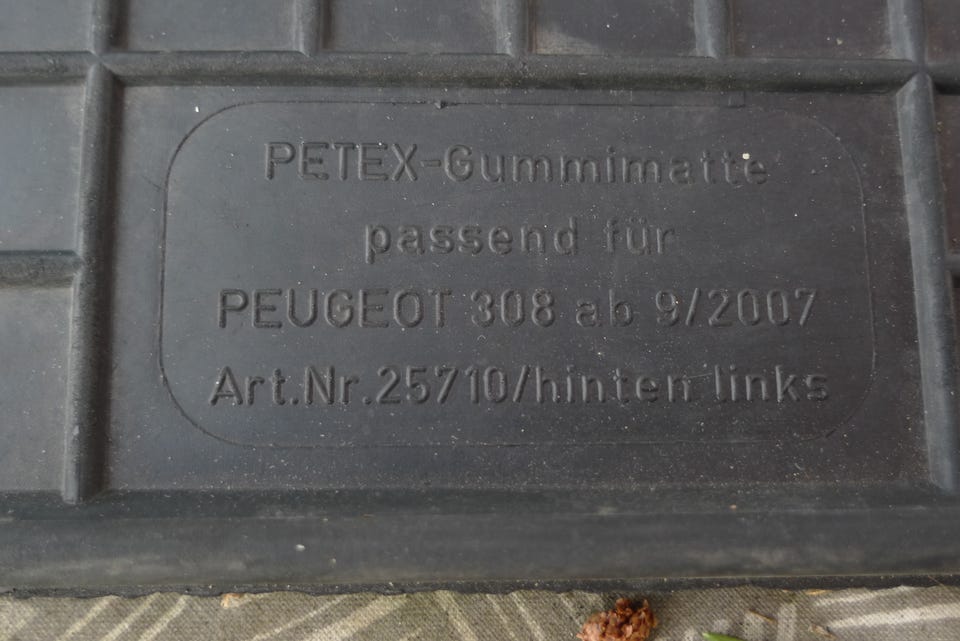 PETEX-Gummimatte
passend für
PEUGEOT 308 ab 9/2007
Art.Nr.25710/hinten links